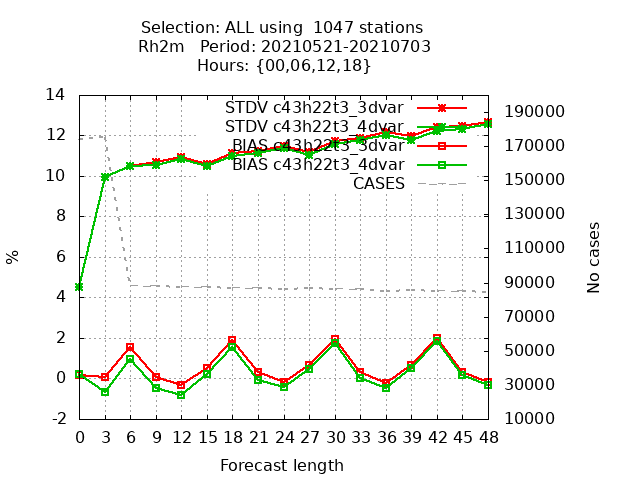 Selection: ALL using  1047 stations
Rh2m   Period: 20210521-20210703
Hours: {00,06,12,18}
STDV c43h22t3_3dvar
STDV c43h22t3_4dvar
BIAS c43h22t3_3dvar
BIAS c43h22t3_4dvar
CASES
14
12
10
8
6
4
2
0
-2
%
190000
170000
150000
130000
110000
90000
70000
50000
30000
10000
No cases
0 3 6 9 12 15 18 21 24 27 30 33 36 39 42 45 48
Forecast length